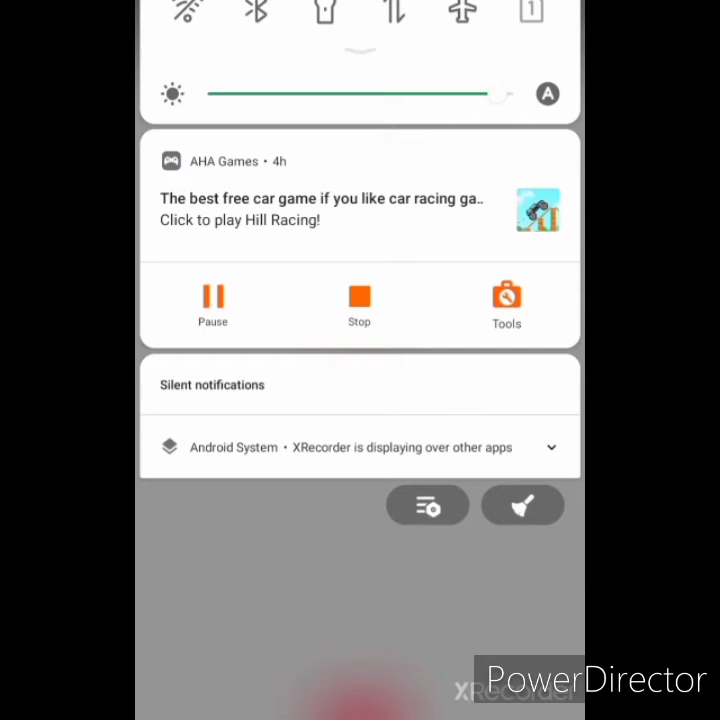 1
A
AHA Games • 4h
The best free car game if you like car racing ga..
Click to play Hill Racing!
Pause
Stop
Tools
Silent notifications
Android System • XRecorder is displaying over other apps
XRecorder
PowerDirector